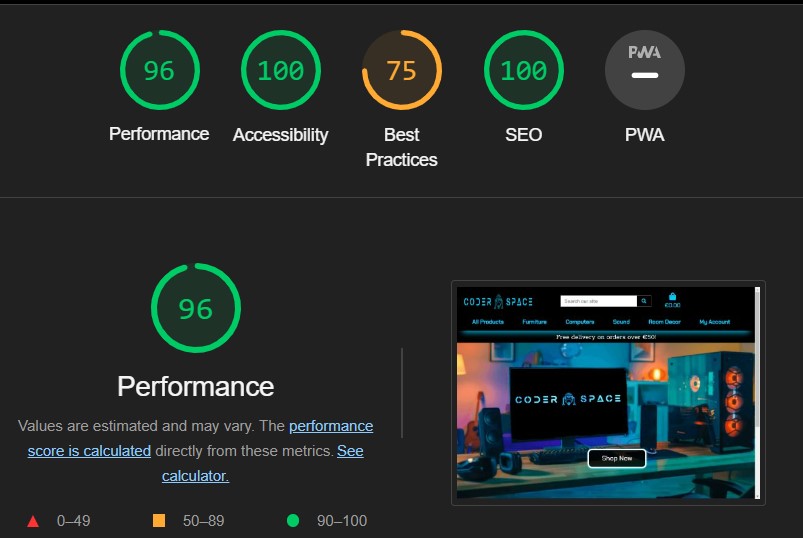 96
100
75
100
PWA
Performance
Accessibility
Best
Practices
SEO
PWA
96
Performance
Values are estimated and may vary. The performance
score is calculated directly from these metrics. See
calculator.
0–49
50–89
90–100
CODER SPACE
Search our site
€0.00
All Products
Furniture
Computers
Sound
Room Decor
My Account
Free delivery on orders over €50!
CODER SPACE
Shop Now